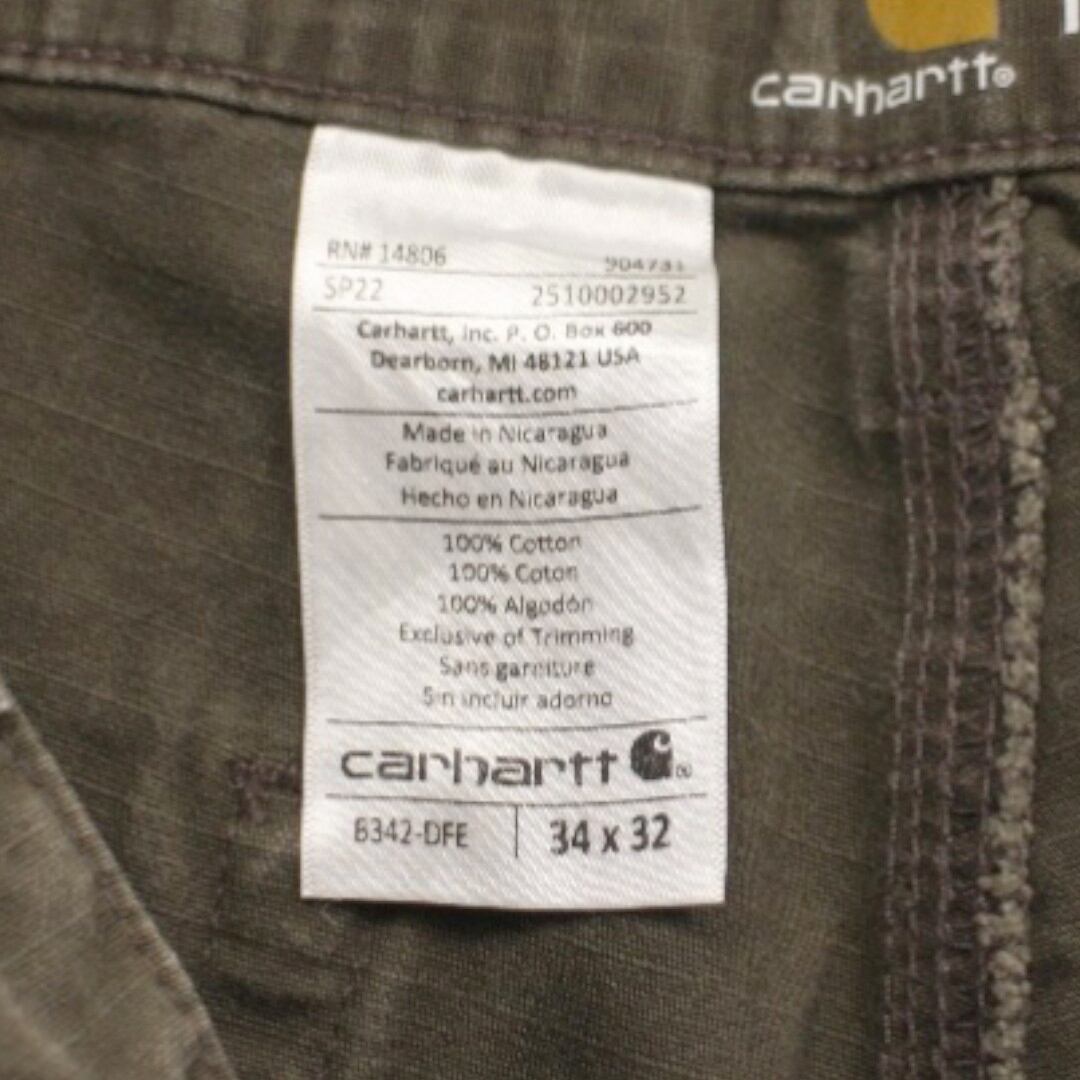 carhartt®
RN# 14806 904731
SP22 2510002952
Carhartt, Inc. P. O. Box 600
Dearborn, MI 48121 USA
carhartt.com
Made in Nicaragua
Fabriqué au Nicaragua
Hecho en Nicaragua
100% Cotton
100% Coton
100% Algodón
Exclusive of Trimming
Sans garniture
Sin incluir adorno
carhartt
B342-DFE 34 x 32